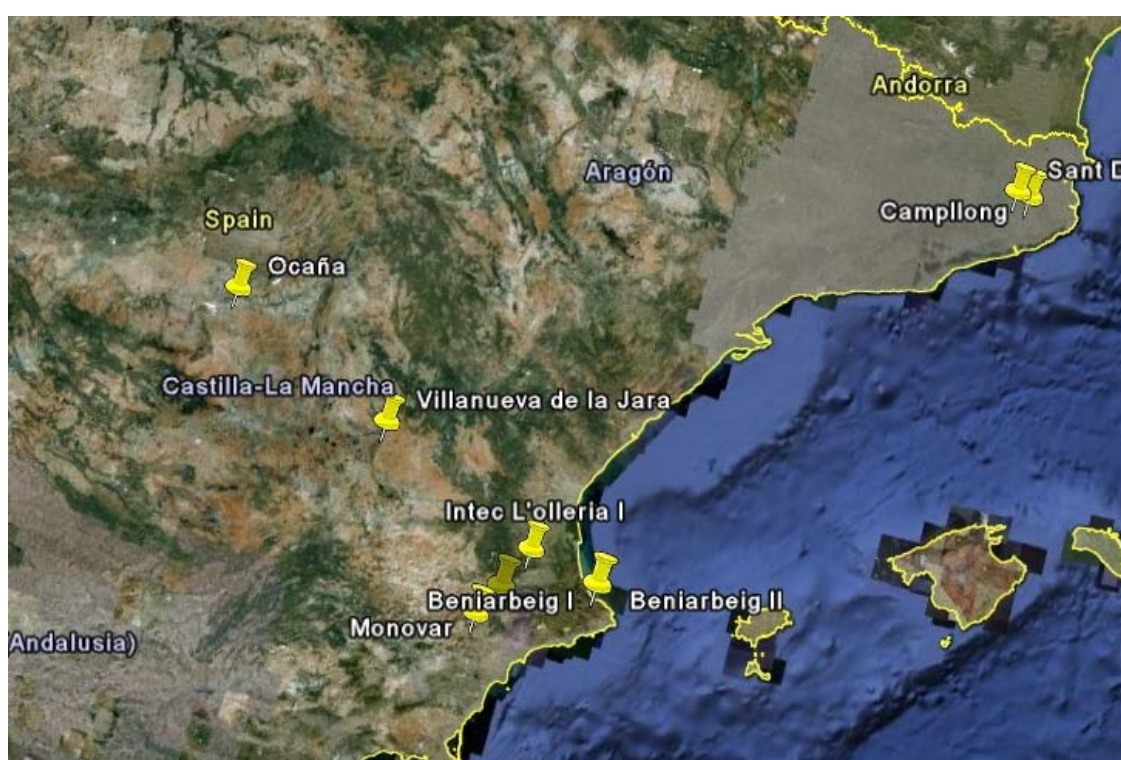 Andorra
Aragón
Sant D
Campllong
Spain
Ocaña
Castilla-La Mancha
Villanueva de la Jara
Intec L'olleria I
Beniarbeig I
Beniarbeig II
Monovar
Andalusia)